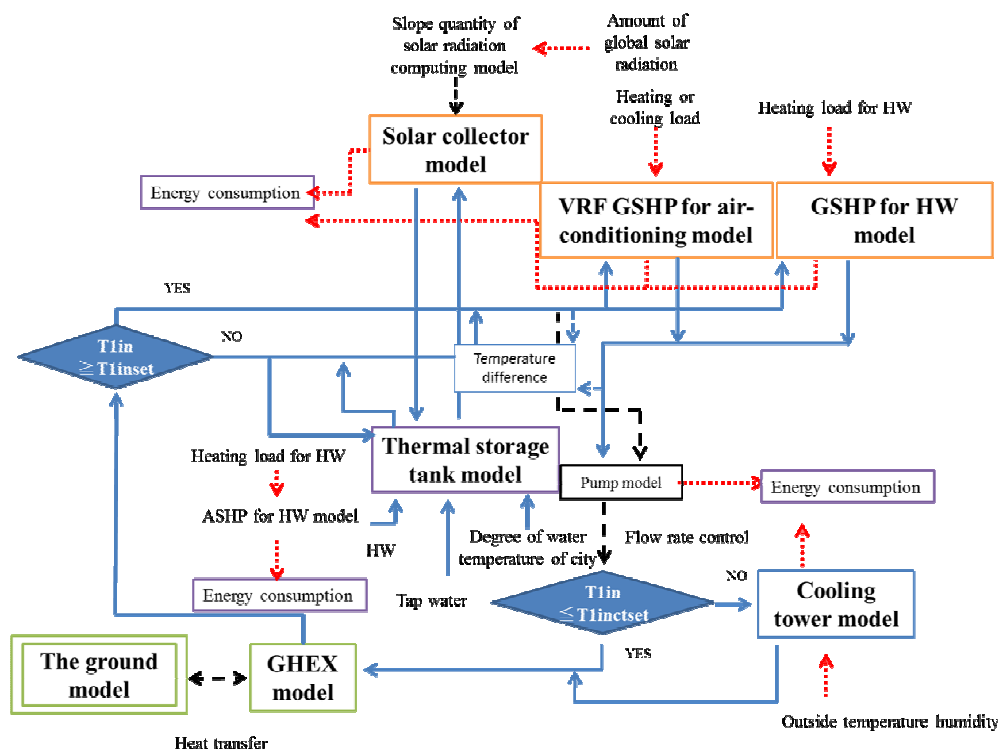 Slope quantity of
solar radiation
computing model
Amount of
global solar
radiation
Heating or
cooling load
Heating load for HW
Solar collector
model
Energy consumption
VRF GSHP for air-
conditioning model
GSHP for HW
model
YES
NO
T1in
≧T1inset
Temperature
difference
Heating load for HW
Thermal storage
tank model
Pump model
Energy consumption
ASHP for HW model
HW
Degree of water
temperature of city
Flow rate control
Energy consumption
Tap water
T1in
≦T1inctset
NO
Cooling
tower model
YES
The ground
model
GHEX
model
Outside temperature humidity
Heat transfer